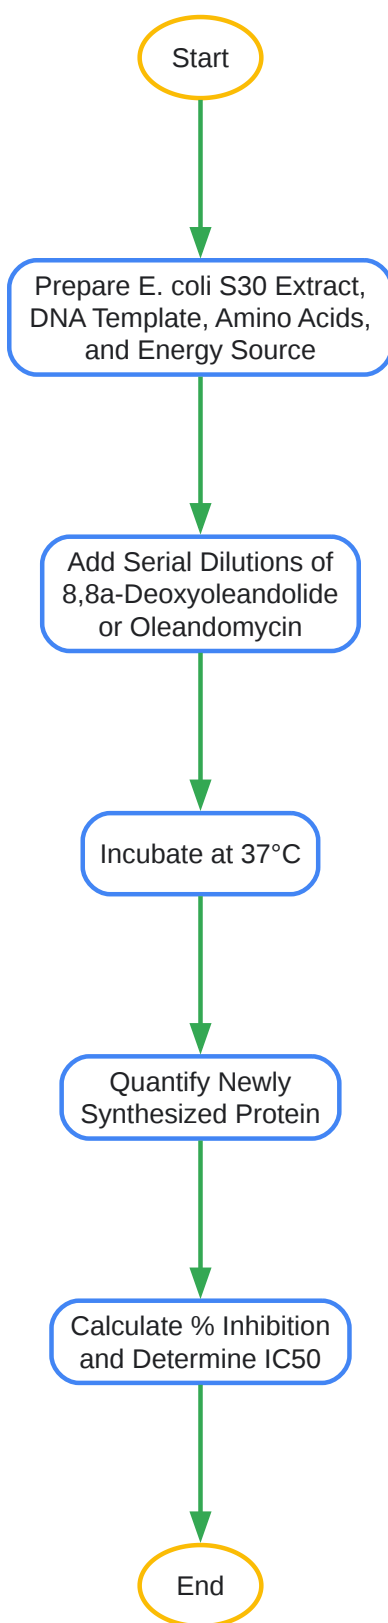 Start
Prepare E. coli S30 Extract,
DNA Template, Amino Acids,
and Energy Source
Add Serial Dilutions of
8,8a-Deoxyoleandolide
or Oleandomycin
Incubate at 37°C
Quantify Newly
Synthesized Protein
Calculate % Inhibition
and Determine IC50
End